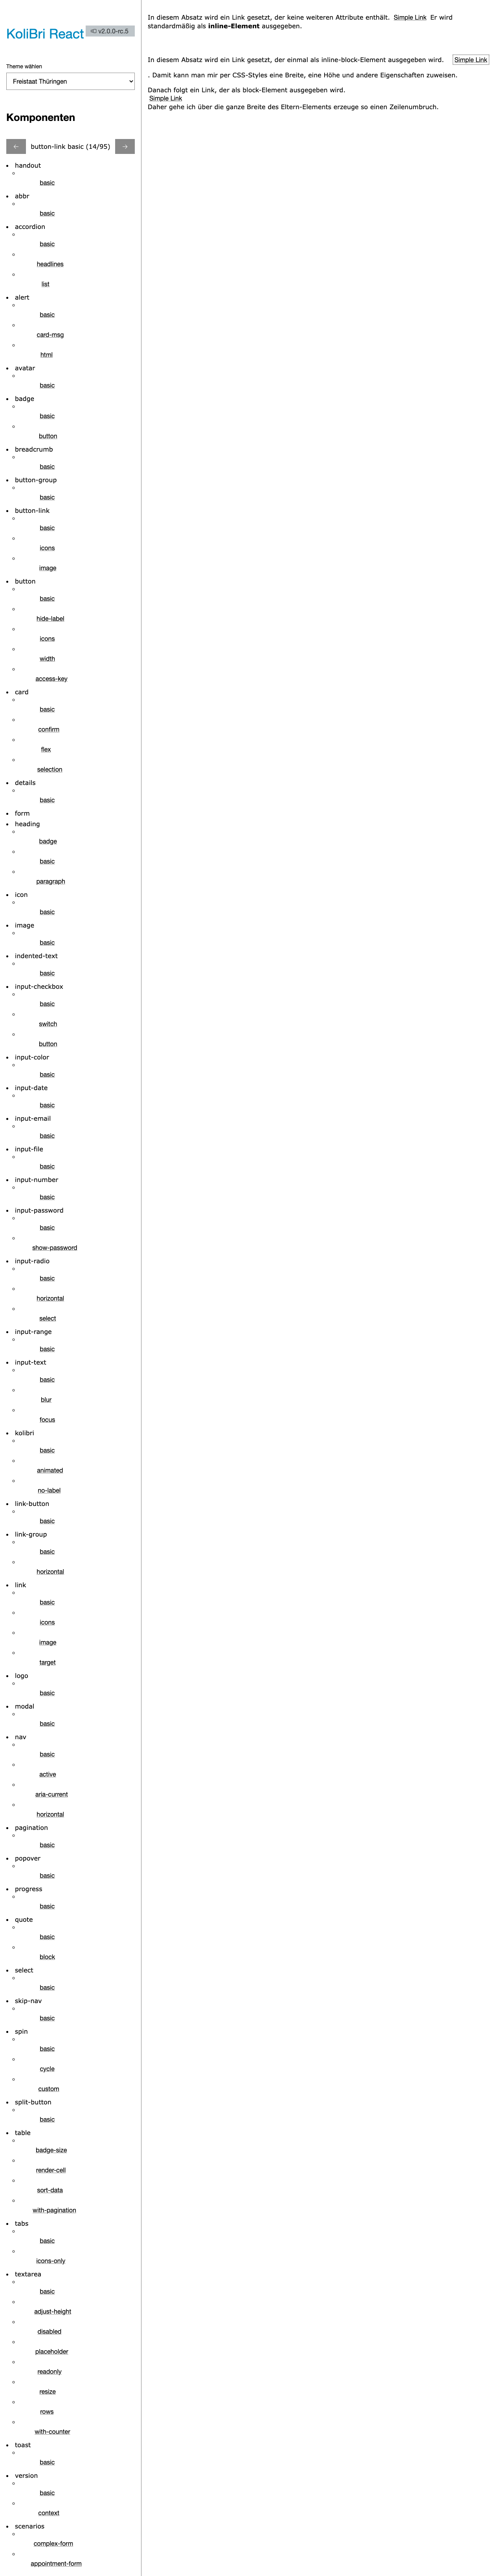 KoliBri React
v2.0.0-rc.5
Theme wählen
Freistaat Thüringen
Komponenten
← button-link basic (14/95) →
handout
basic
abbr
basic
accordion
basic
headlines
list
alert
basic
card-msg
html
avatar
basic
badge
basic
button
breadcrumb
basic
button-group
basic
button-link
basic
icons
image
button
basic
hide-label
icons
width
access-key
card
basic
confirm
flex
selection
details
basic
form
heading
badge
basic
paragraph
icon
basic
image
basic
indented-text
basic
input-checkbox
basic
switch
button
input-color
basic
input-date
basic
input-email
basic
input-file
basic
input-number
basic
input-password
basic
show-password
input-radio
basic
horizontal
select
input-range
basic
input-text
basic
blur
focus
kolibri
basic
animated
no-label
link-button
basic
link-group
basic
horizontal
link
basic
icons
image
target
logo
basic
modal
basic
nav
basic
active
aria-current
horizontal
pagination
basic
popover
basic
progress
basic
quote
basic
block
select
basic
skip-nav
basic
spin
basic
cycle
custom
split-button
basic
table
badge-size
render-cell
sort-data
with-pagination
tabs
basic
icons-only
textarea
basic
adjust-height
disabled
placeholder
readonly
resize
rows
with-counter
toast
basic
version
basic
context
scenarios
complex-form
appointment-form
In diesem Absatz wird ein Link gesetzt, der keine weiteren Attribute enthält. Simple Link Er wird
standardmäßig als inline-Element ausgegeben.
In diesem Absatz wird ein Link gesetzt, der einmal als inline-block-Element ausgegeben wird. Simple Link
. Damit kann man mir per CSS-Styles eine Breite, eine Höhe und andere Eigenschaften zuweisen.
Danach folgt ein Link, der als block-Element ausgegeben wird.
Simple Link
Daher gehe ich über die ganze Breite des Eltern-Elements erzeuge so einen Zeilenumbruch.